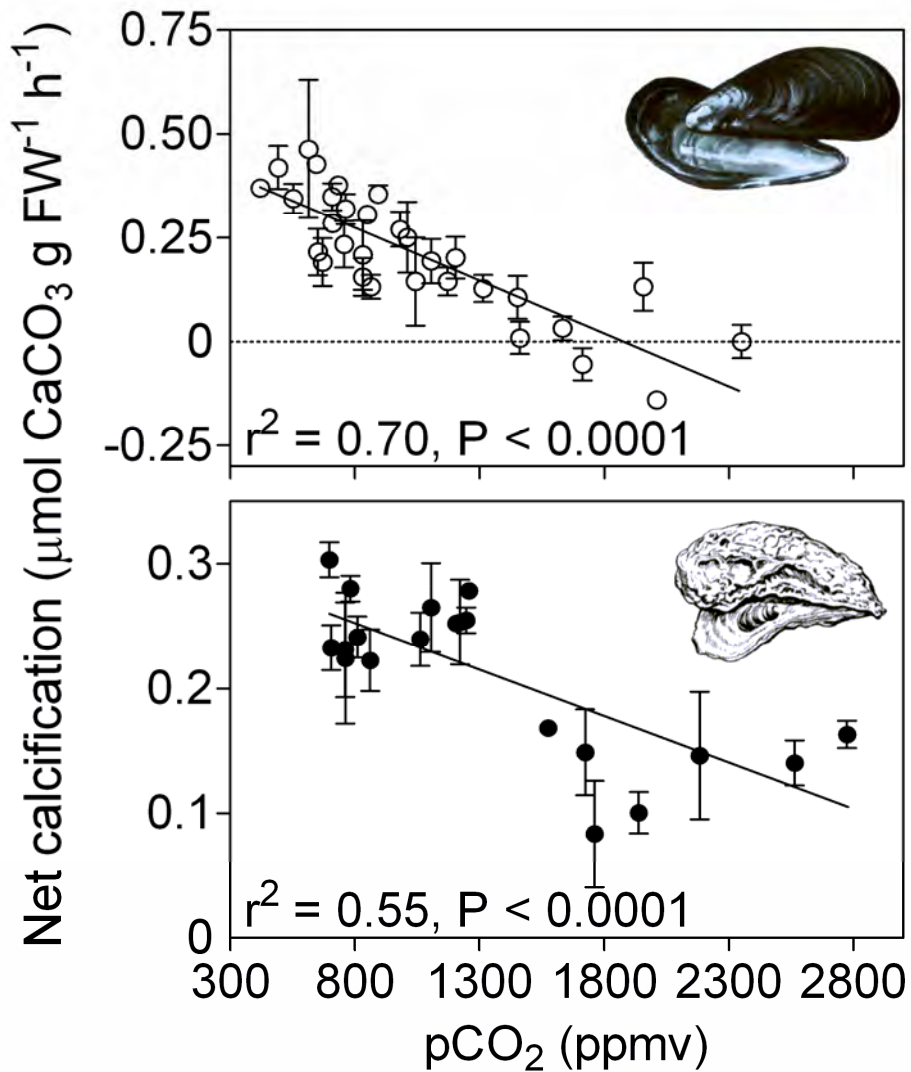 Net calcification (μmol CaCO₃ g FW⁻¹ h⁻¹)
0.75
0.50
0.25
0
-0.25
r² = 0.70, P < 0.0001
0.3
0.2
0.1
0
r² = 0.55, P < 0.0001
300 800 1300 1800 2300 2800
pCO₂ (ppmv)